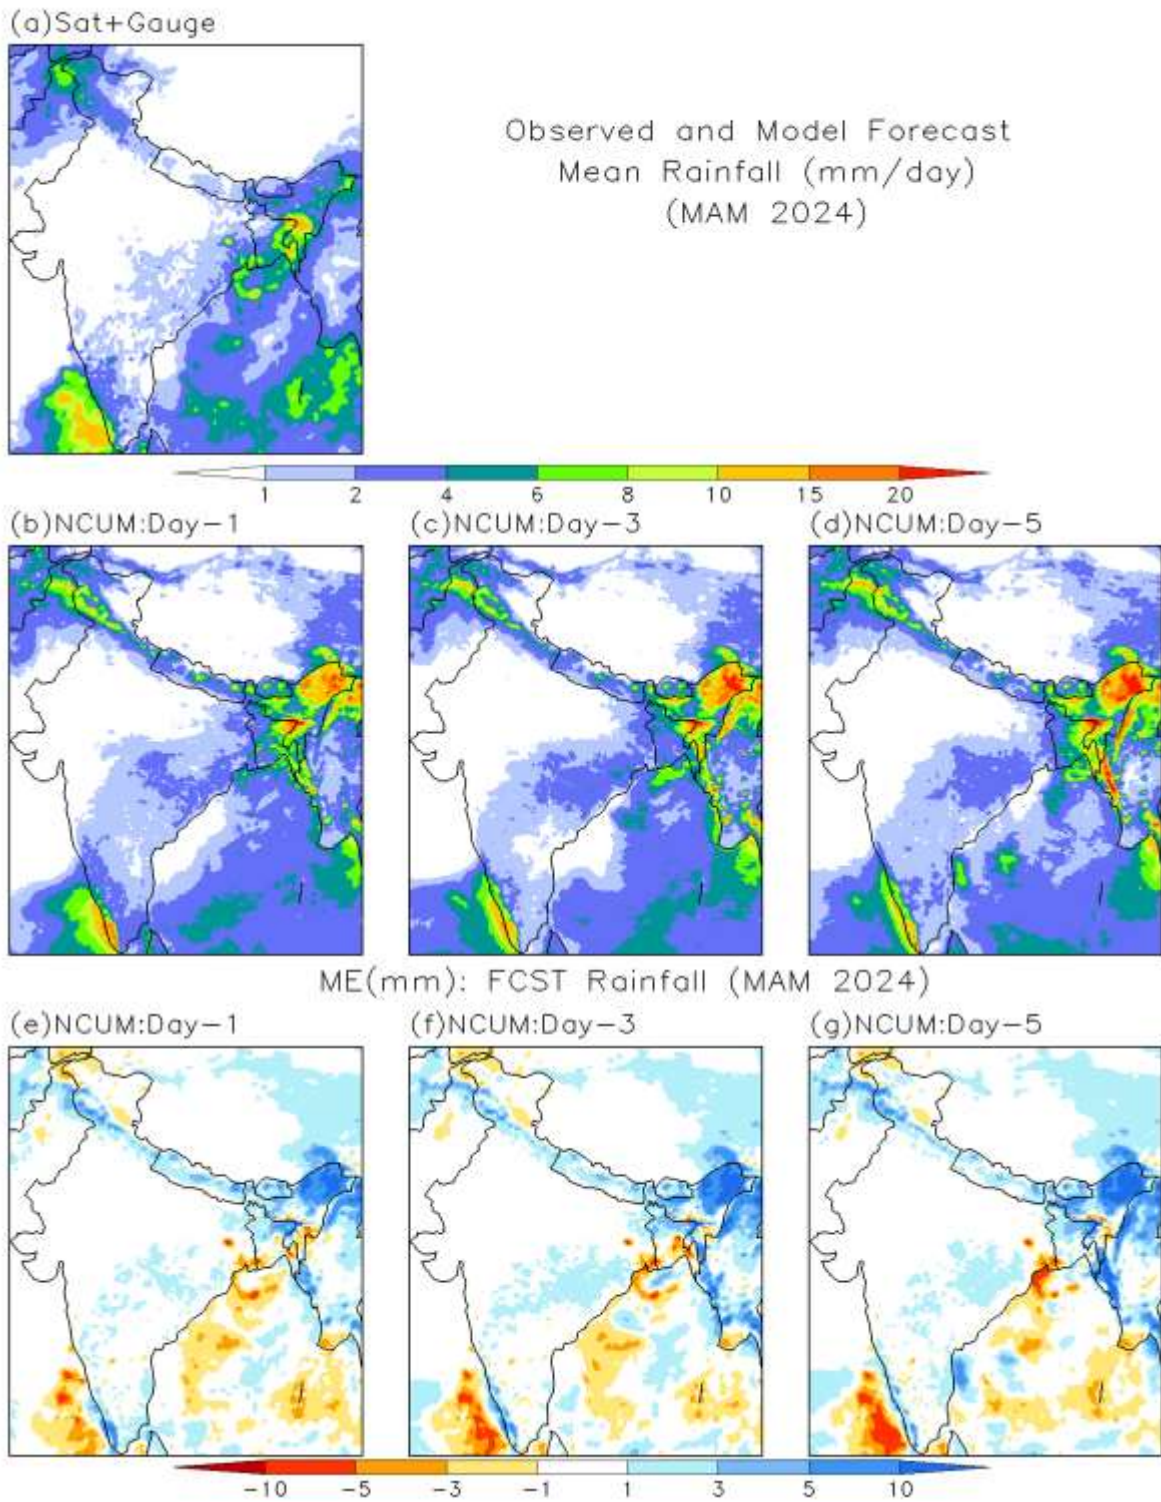 (a)Sat+Gauge
Observed and Model Forecast
Mean Rainfall (mm/day)
(MAM 2024)
1 2 4 6 8 10 15 20
(b)NCUM:Day-1 (c)NCUM:Day-3 (d)NCUM:Day-5
ME(mm): FCST Rainfall (MAM 2024)
(e)NCUM:Day-1 (f)NCUM:Day-3 (g)NCUM:Day-5
-10 -5 -3 -1 1 3 5 10